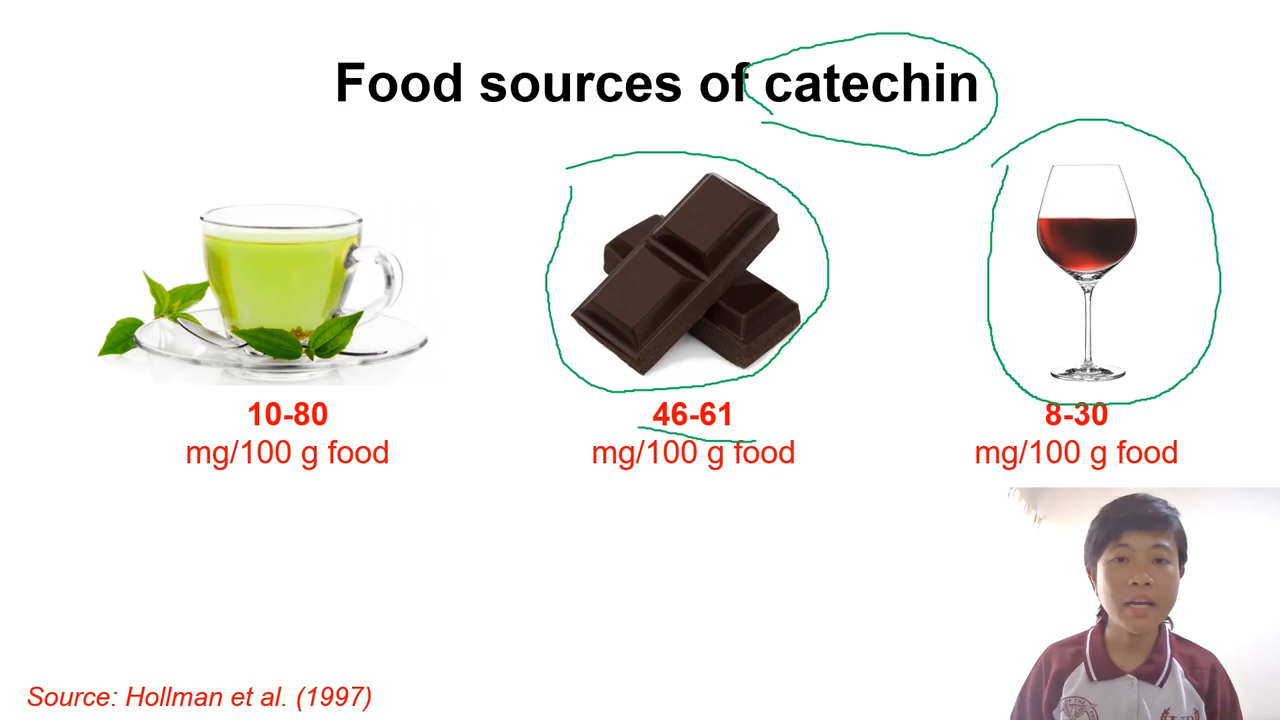 Food sources of catechin
10-80
mg/100 g food
46-61
mg/100 g food
8-30
mg/100 g food
Source: Hollman et al. (1997)